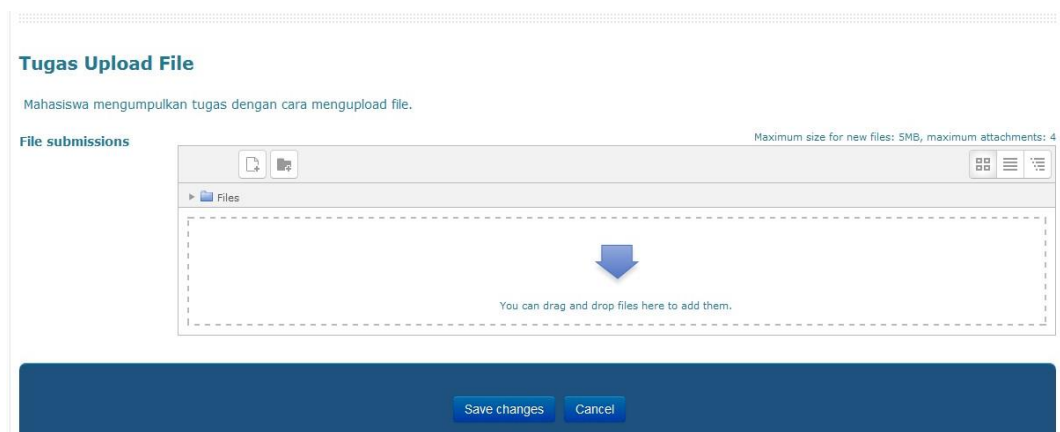 Tugas Upload File
Mahasiswa mengumpulkan tugas dengan cara mengupload file.
File submissions
Maximum size for new files: 5MB, maximum attachments: 4
Files
You can drag and drop files here to add them.
Save changes Cancel